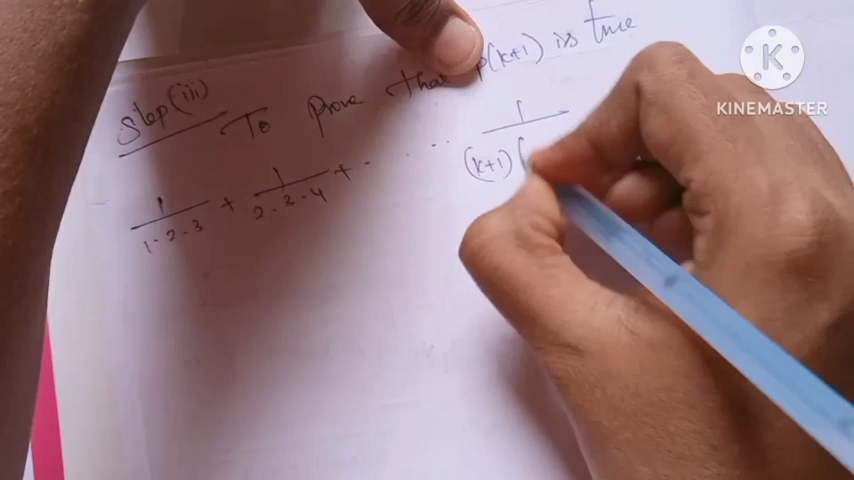 Step (iii)
To prove that p(k+1) is true
1/1-2-3 + 1/2-3-4 + ..... 1/(k+1)(
K
KINEMASTER